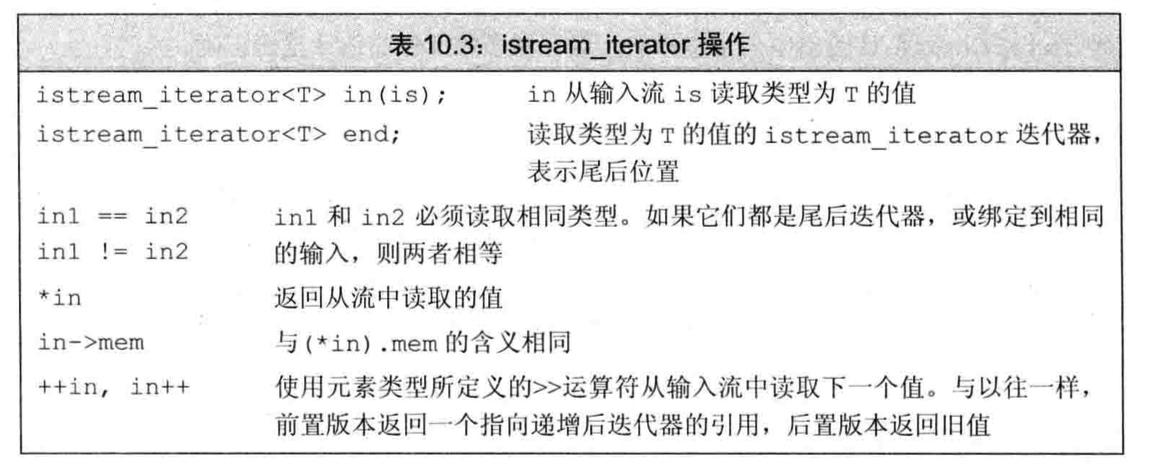 表 10.3：istream_iterator 操作
istream_iterator<T> in(is); in 从输入流 is 读取类型为 T 的值
istream_iterator<T> end; 读取类型为 T 的值的 istream_iterator 迭代器，
表示尾后位置
in1 == in2 in1 和 in2 必须读取相同类型。如果它们都是尾后迭代器，或绑定到相同
in1 != in2 的输入，则两者相等
*in 返回从流中读取的值
in->mem 与(*in).mem 的含义相同
++in, in++ 使用元素类型所定义的>>运算符从输入流中读取下一个值。与以往一样，
前置版本返回一个指向递增后迭代器的引用，后置版本返回旧值